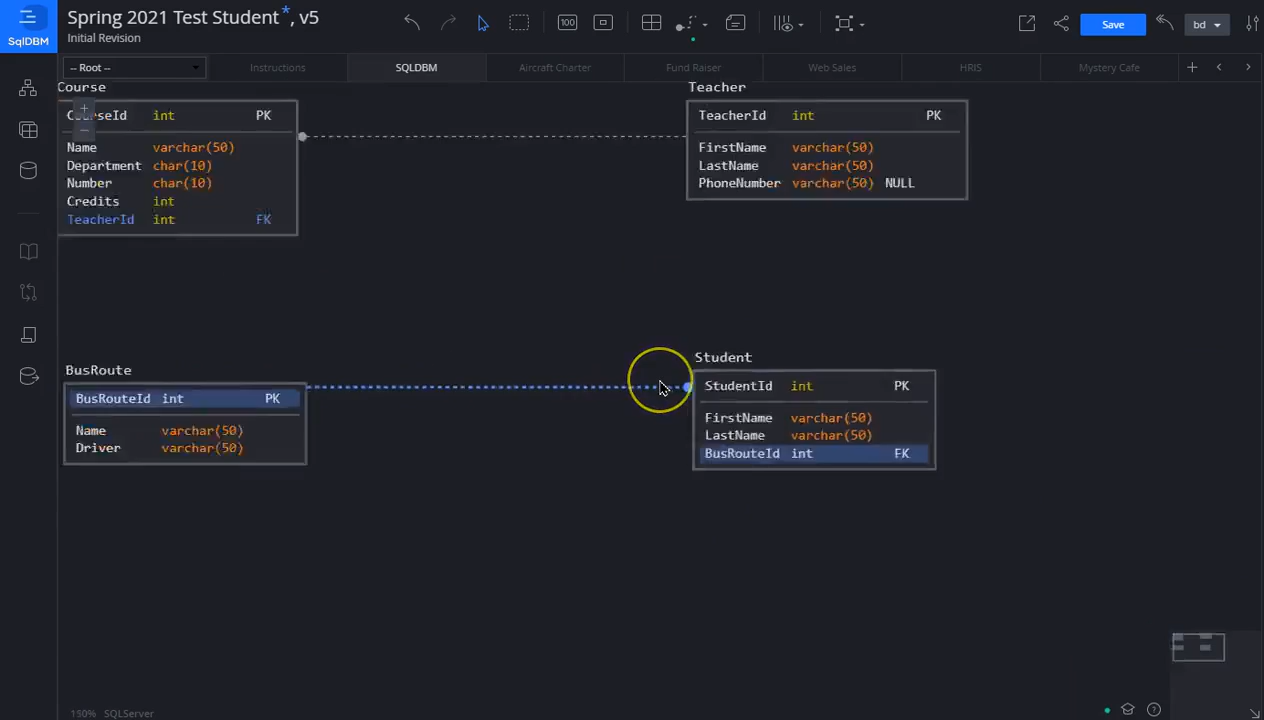 Spring 2021 Test Student*, v5
Initial Revision
SqlDBM
100
Save
bd
-- Root --
Instructions
SQLDBM
Aircraft Charter
Fund Raiser
Web Sales
HRIS
Mystery Cafe
Course
int PK
Name varchar(50)
Department char(10)
Number char(10)
Credits int
TeacherId int FK
Teacher
TeacherId int PK
FirstName varchar(50)
LastName varchar(50)
PhoneNumber varchar(50) NULL
BusRoute
BusRouteId int PK
Name varchar(50)
Driver varchar(50)
Student
StudentId int PK
FirstName varchar(50)
LastName varchar(50)
BusRouteId int FK
150% SQLServer